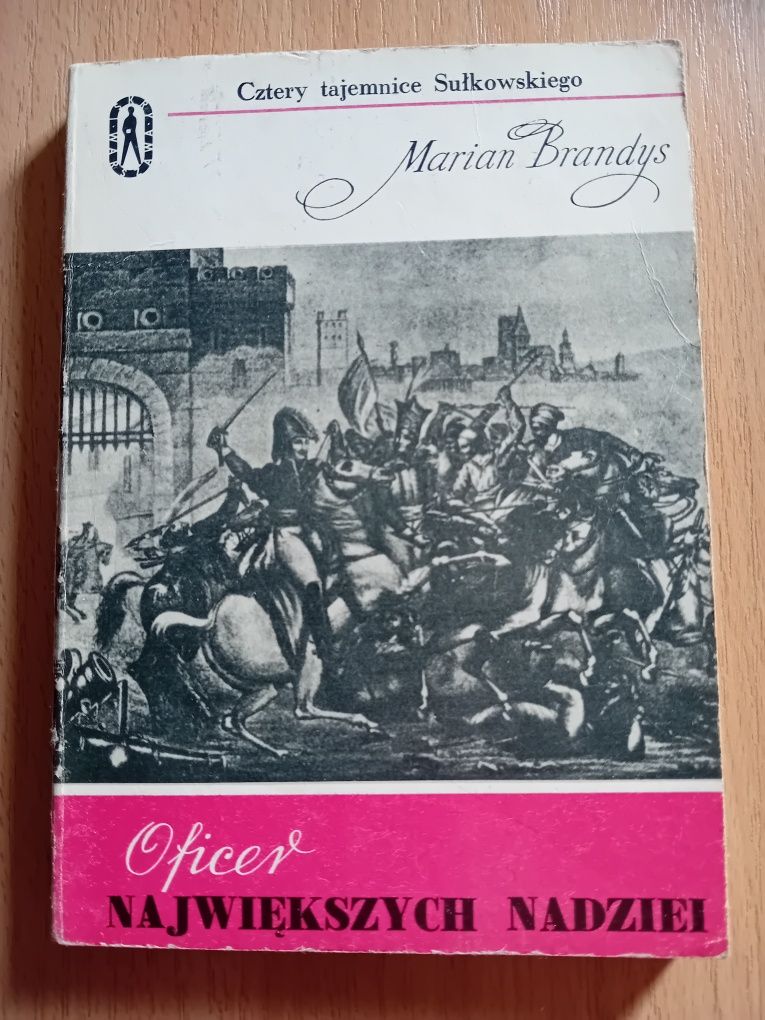 Cztery tajemnice Sułkowskiego
Marian Brandys
Oficer
NAJWIĘKSZYCH NADZIEI